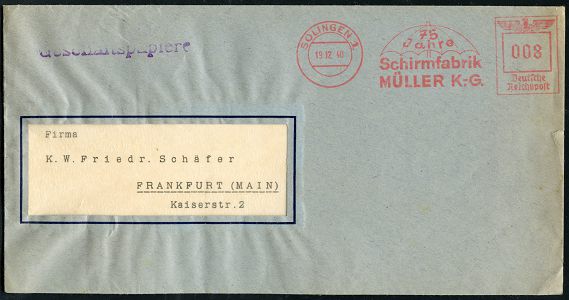 Geschäftspapiere
SOLINGEN 1
19.12.40
75
Jahre
Schirmfabrik
MÜLLER K.-G.
008
Deutsche
Reichspost
Firma
K.W.Friedr.Schäfer
FRANKFURT (MAIN)
Kaiserstr.2